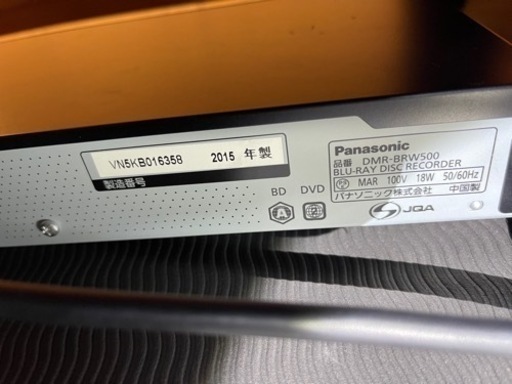 VN5KB016358 2015 年製
製造番号
BD DVD
A 2
Panasonic
品番 DMR-BRW500
BLU-RAY DISC RECORDER
MAR 100V 18W 50/60Hz
パナソニック株式会社 中国製
JQA